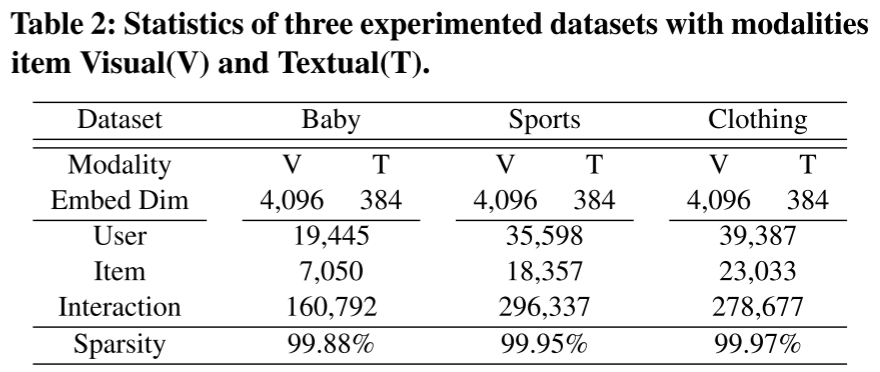 Table 2: Statistics of three experimented datasets with modalities
item Visual(V) and Textual(T).
Dataset Baby Sports Clothing
Modality V T V T V T
Embed Dim 4,096 384 4,096 384 4,096 384
User 19,445 35,598 39,387
Item 7,050 18,357 23,033
Interaction 160,792 296,337 278,677
Sparsity 99.88% 99.95% 99.97%